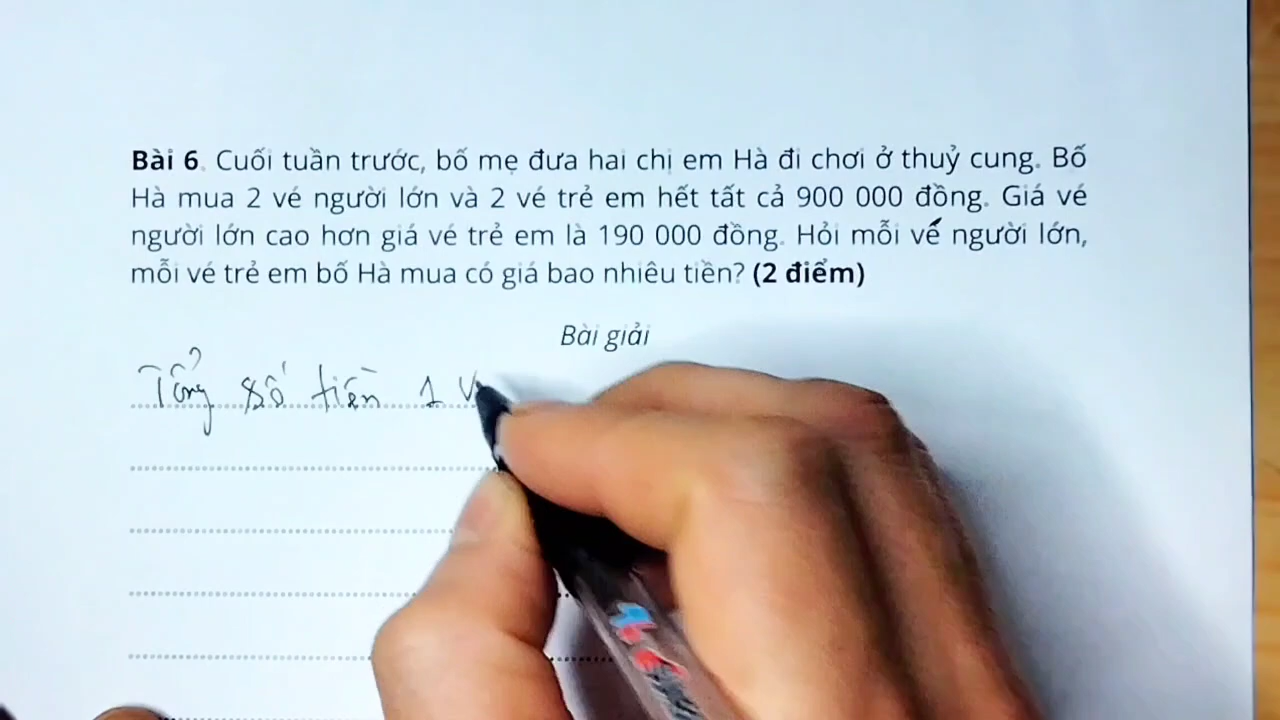 Bài 6. Cuối tuần trước, bố mẹ đưa hai chị em Hà đi chơi ở thuỷ cung. Bố
Hà mua 2 vé người lớn và 2 vé trẻ em hết tất cả 900 000 đồng. Giá vé
người lớn cao hơn giá vé trẻ em là 190 000 đồng. Hỏi mỗi vé người lớn,
mỗi vé trẻ em bố Hà mua có giá bao nhiêu tiền? (2 điểm)
Bài giải
Tổng số tiền 1 v